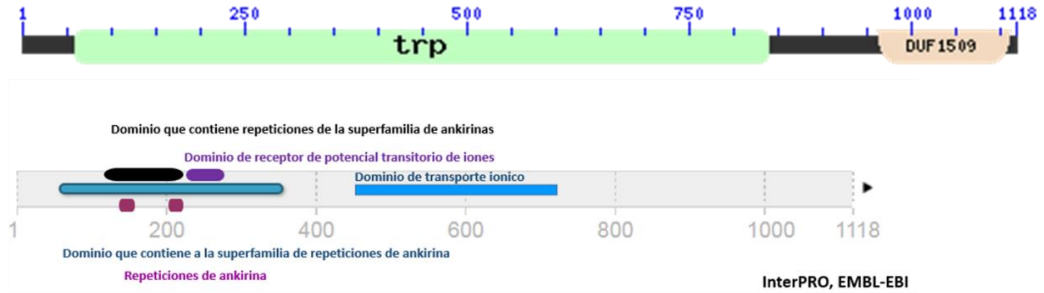 1 250 500 750 1000 1118
trp DUF1509
Dominio que contiene repeticiones de la superfamilia de ankirinas
Dominio de receptor de potencial transitorio de iones
Dominio de transporte ionico
1 200 400 600 800 1000 1118
Dominio que contiene a la superfamilia de repeticiones de ankirina
Repeticiones de ankirina
InterPRO, EMBL-EBI